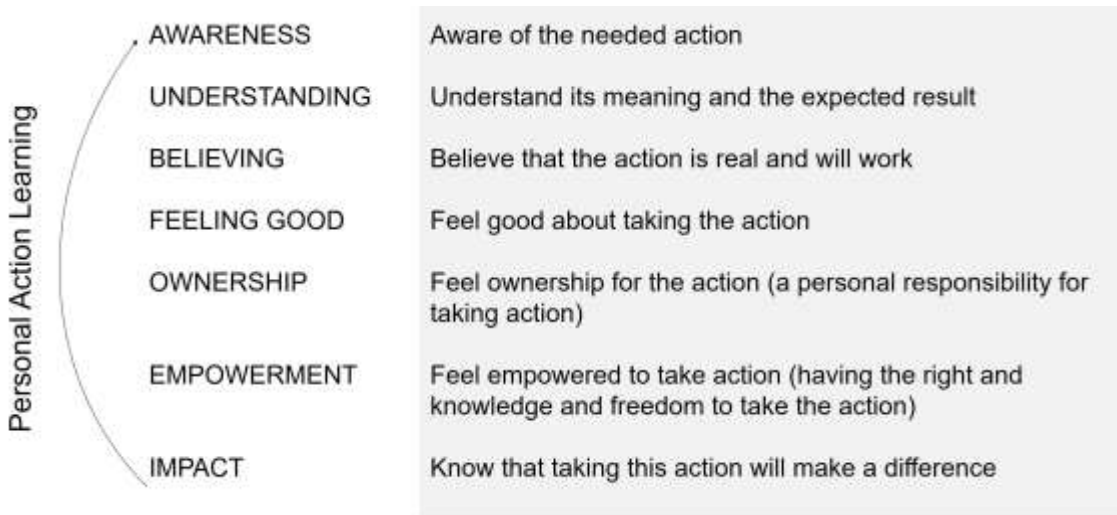 Personal Action Learning
AWARENESS Aware of the needed action
UNDERSTANDING Understand its meaning and the expected result
BELIEVING Believe that the action is real and will work
FEELING GOOD Feel good about taking the action
OWNERSHIP Feel ownership for the action (a personal responsibility for
taking action)
EMPOWERMENT Feel empowered to take action (having the right and
knowledge and freedom to take the action)
IMPACT Know that taking this action will make a difference